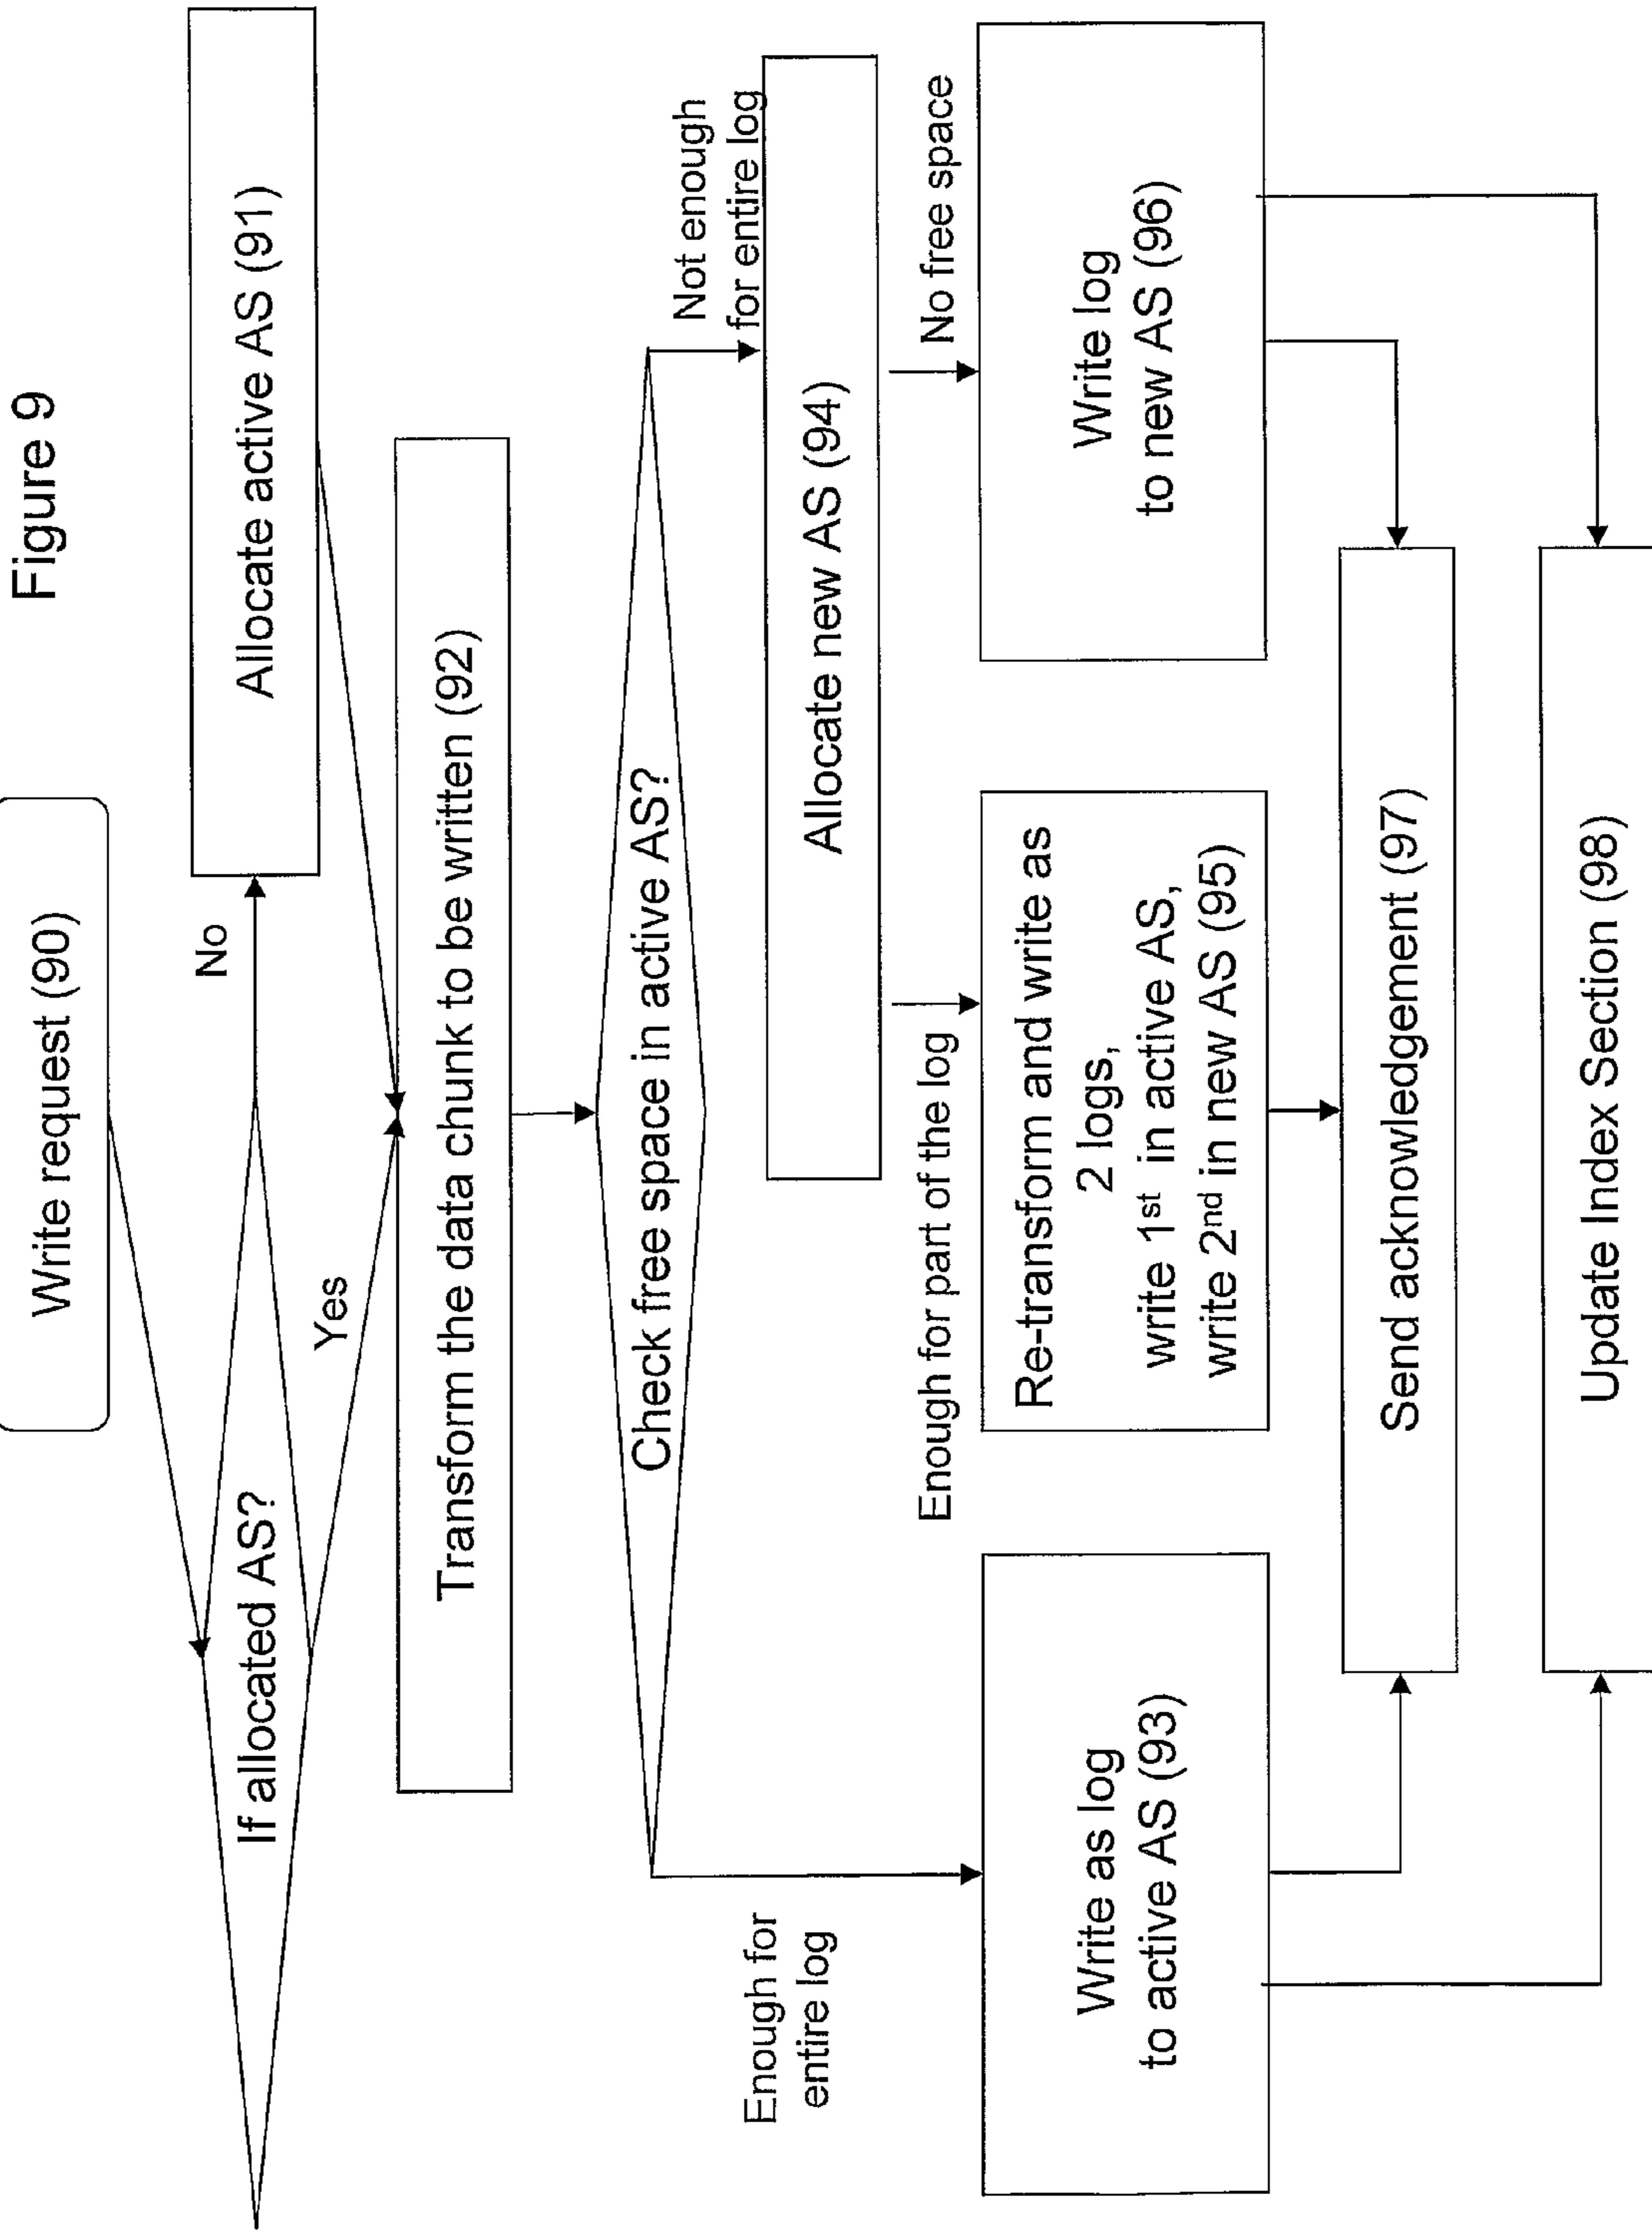 Figure 9
Write request (90)
If allocated AS?
No
Allocate active AS (91)
Yes
Transform the data chunk to be written (92)
Check free space in active AS?
Not enough
for entire log
Enough for
entire log
Allocate new AS (94)
Enough for part of the log
No free space
Write as log
to active AS (93)
Re-transform and write as
2 logs,
write 1st in active AS,
write 2nd in new AS (95)
Write log
to new AS (96)
Send acknowledgement (97)
Update Index Section (98)